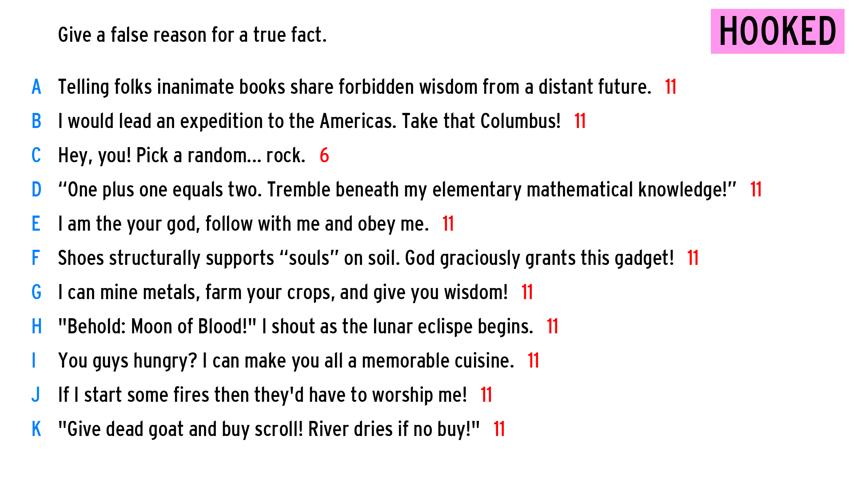 Give a false reason for a true fact.
HOOKED
A Telling folks inanimate books share forbidden wisdom from a distant future. 11
B I would lead an expedition to the Americas. Take that Columbus! 11
C Hey, you! Pick a random... rock. 6
D “One plus one equals two. Tremble beneath my elementary mathematical knowledge!” 11
E I am the your god, follow with me and obey me. 11
F Shoes structurally supports “souls” on soil. God graciously grants this gadget! 11
G I can mine metals, farm your crops, and give you wisdom! 11
H "Behold: Moon of Blood!" I shout as the lunar eclispe begins. 11
I You guys hungry? I can make you all a memorable cuisine. 11
J If I start some fires then they'd have to worship me! 11
K "Give dead goat and buy scroll! River dries if no buy!" 11